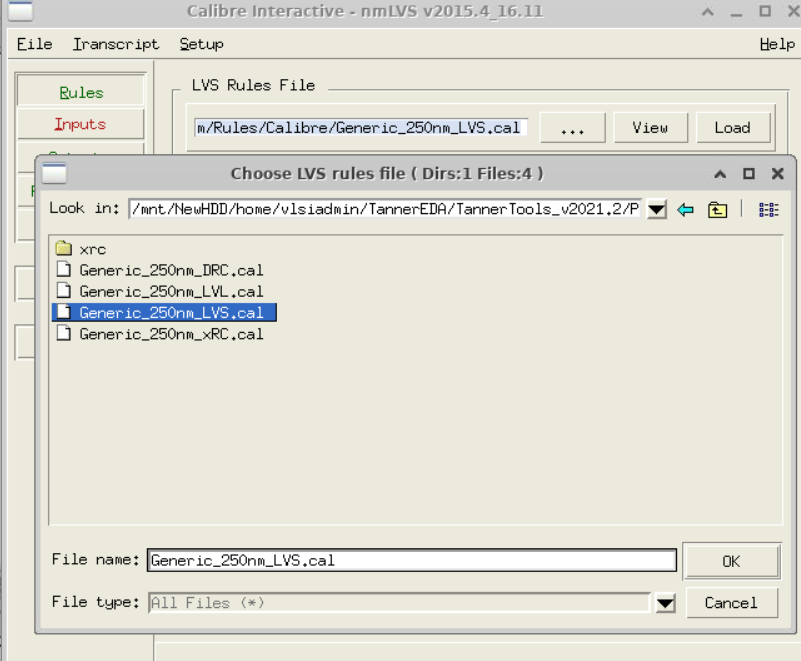 Calibre Interactive - nmLVS v2015.4_16.11
File Transcript Setup Help
Rules
LVS Rules File
Inputs
m/Rules/Calibre/Generic_250nm_LVS.cal ... View Load
Choose LVS rules file ( Dirs:1 Files:4 )
Look in: /mnt/NewHDD/home/vlsiadmin/TannerEDA/TannerTools_v2021.2/P
xrc
Generic_250nm_DRC.cal
Generic_250nm_LVL.cal
Generic_250nm_LVS.cal
Generic_250nm_xRC.cal
File name: Generic_250nm_LVS.cal OK
File type: All Files (*) Cancel